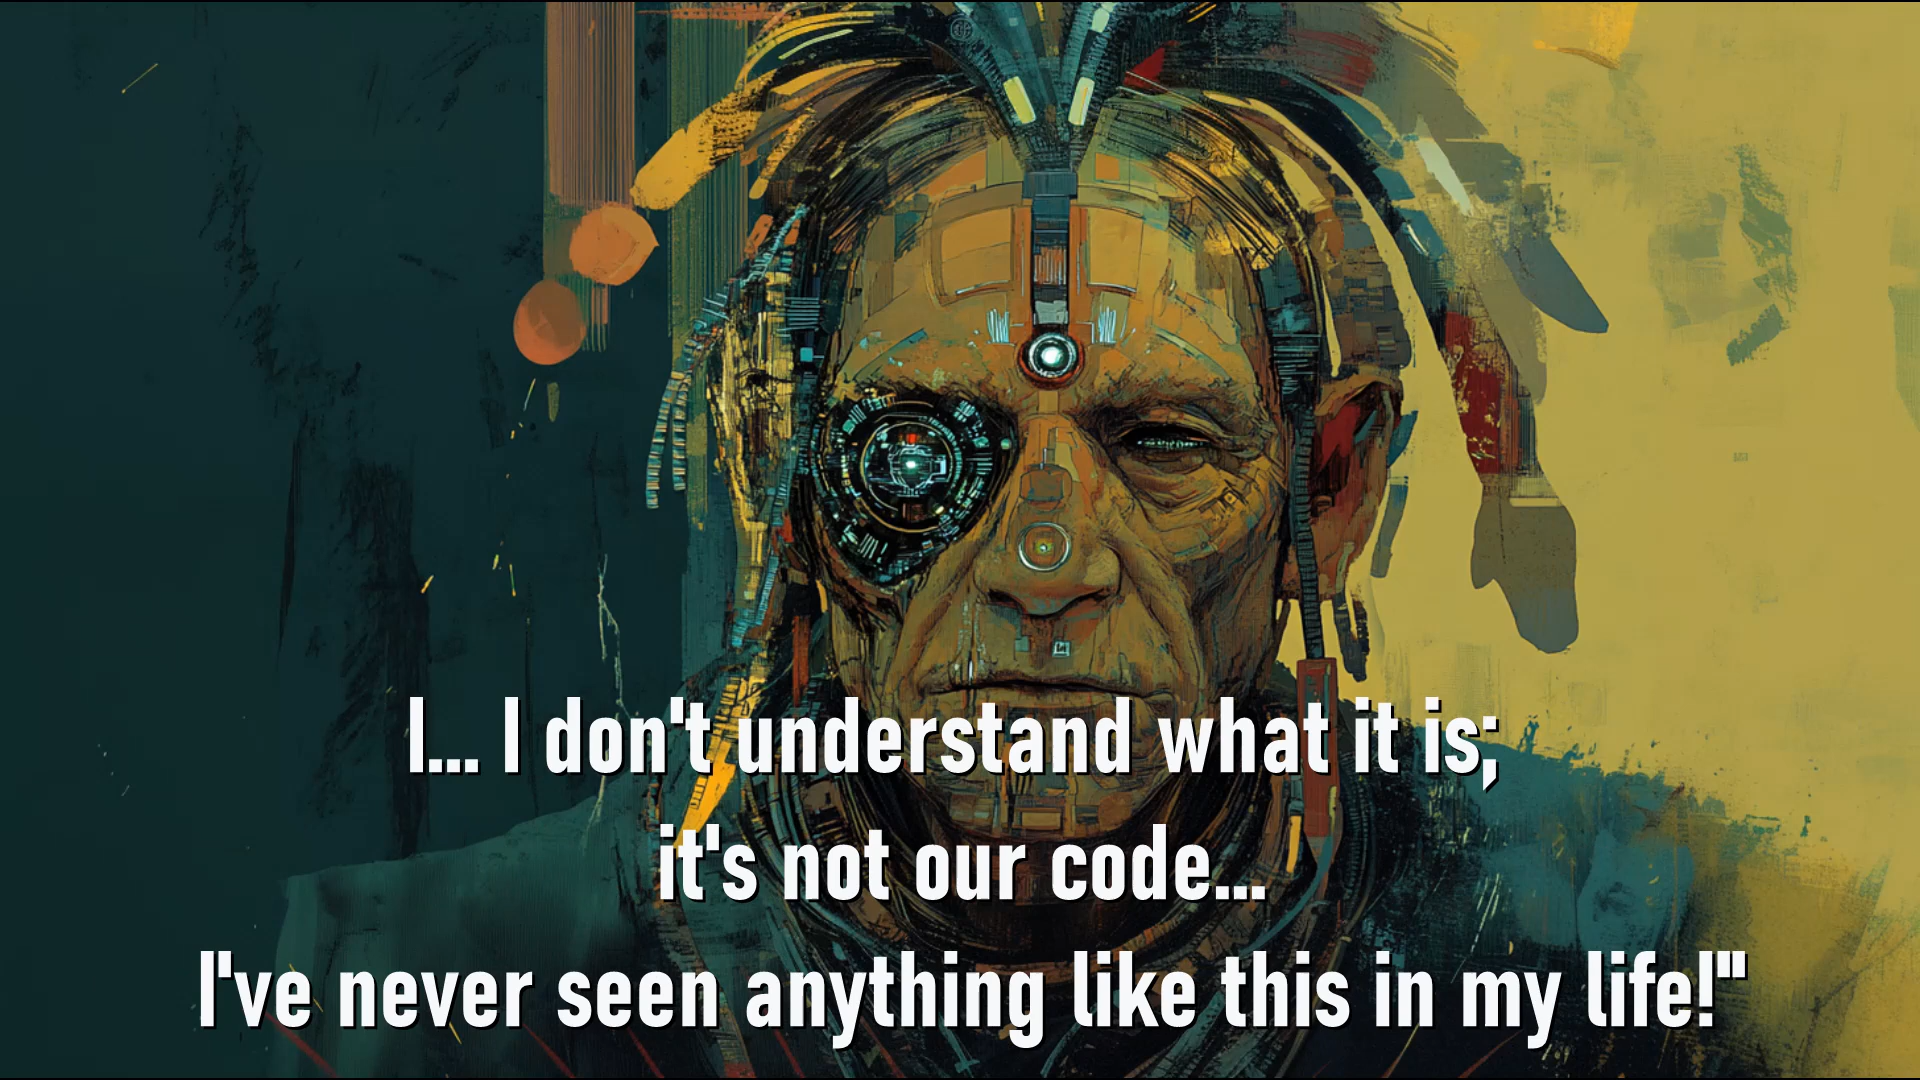 I... I don't understand what it is;
it's not our code...
I've never seen anything like this in my life!"